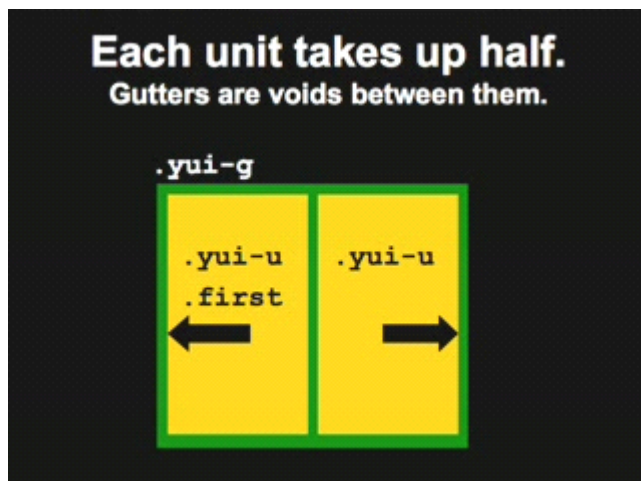 Each unit takes up half.
Gutters are voids between them.
.yui-g
.yui-u
.first
.yui-u